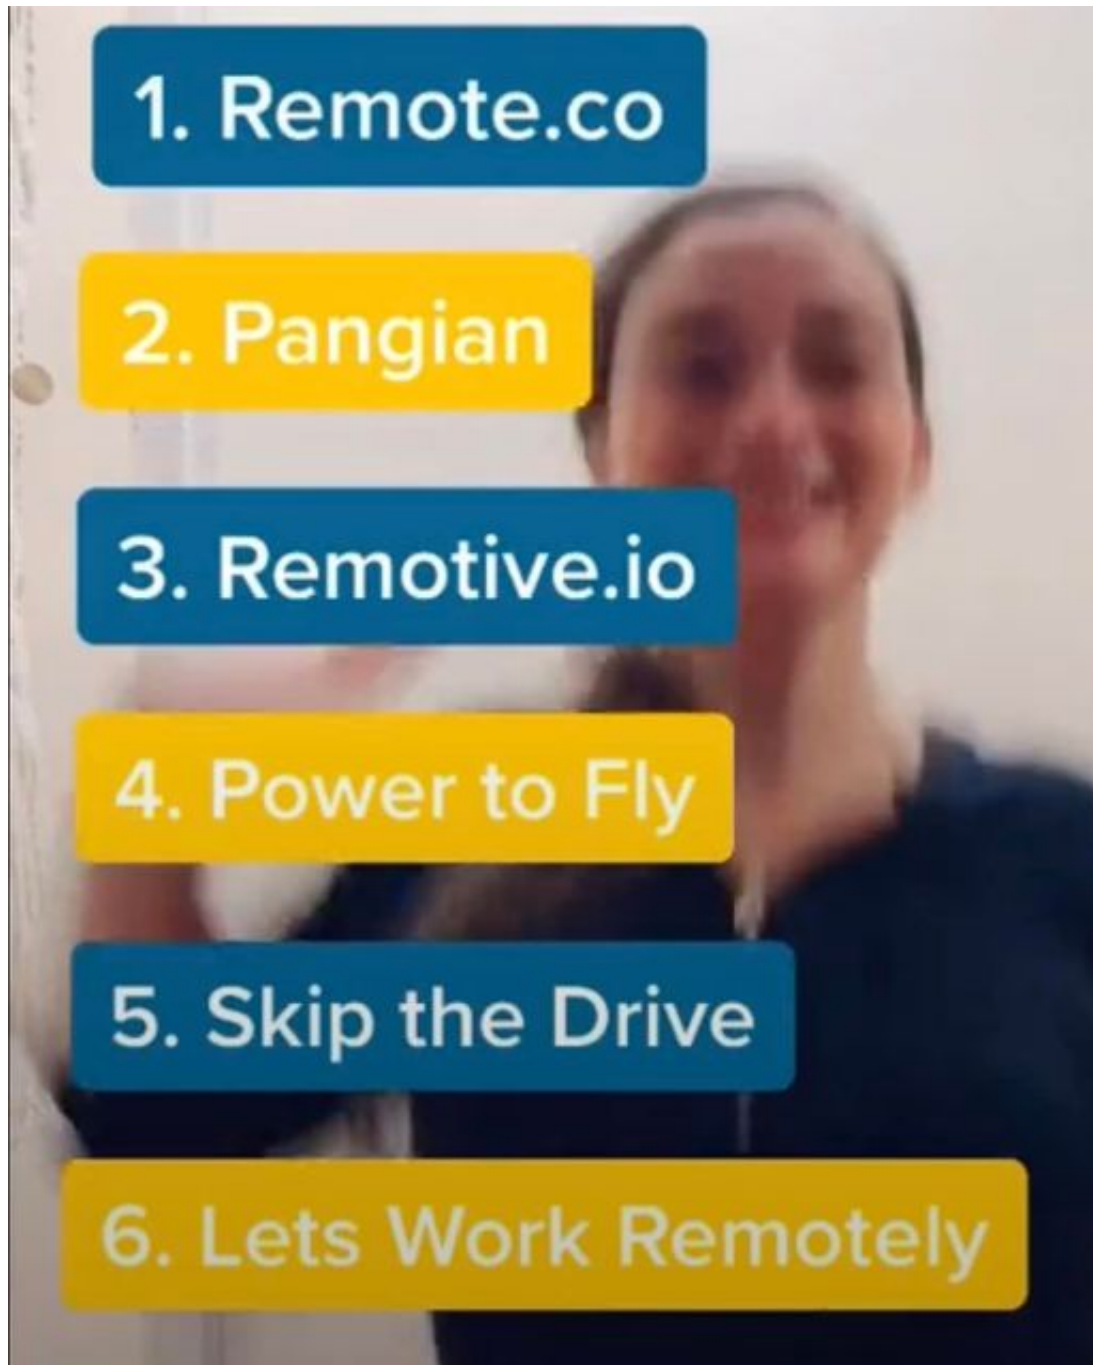 1. Remote.co
2. Pangian
3. Remotive.io
4. Power to Fly
5. Skip the Drive
6. Lets Work Remotely